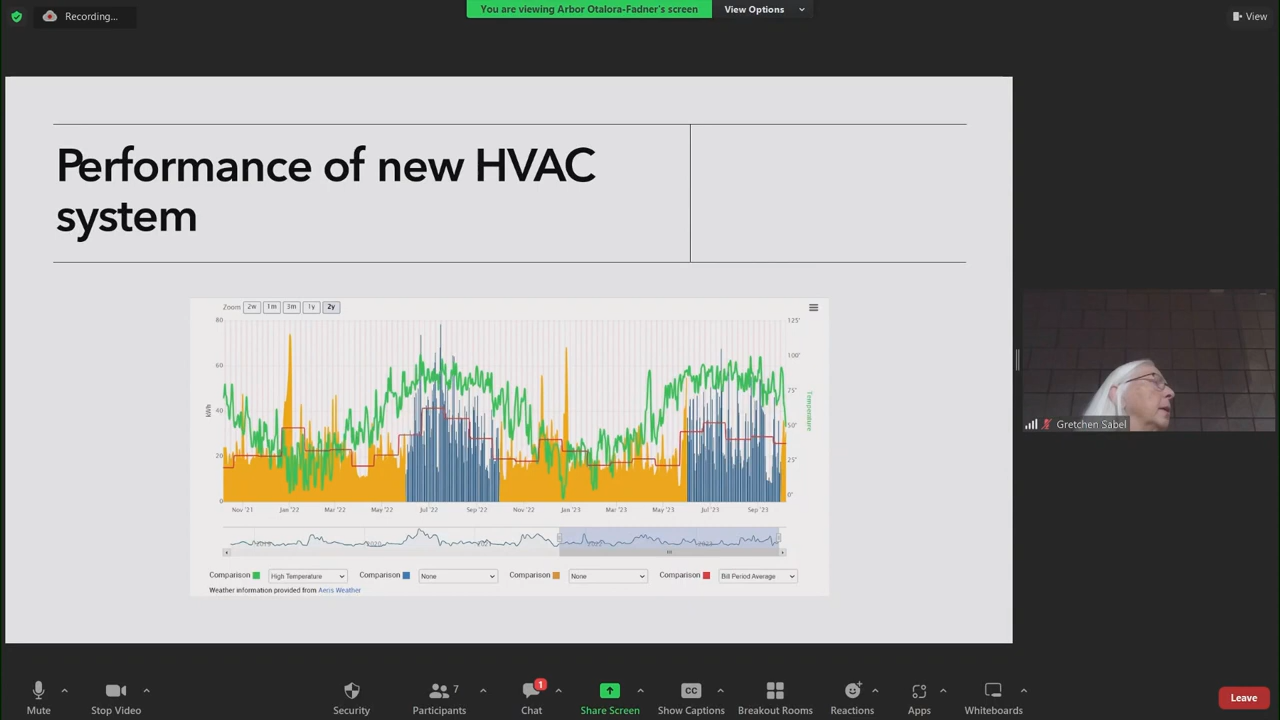 You are viewing Arbor Otalora-Fadner's screen
View Options
Recording...
View
Performance of new HVAC
system
Zoom 2w 1m 3m 1y 2y
80 125°
60 100°
75°
40
50°
20 25°
0 0°
kWh
Temperature
Nov '21 Jan '22 Mar '22 May '22 Jul '22 Sep '22 Nov '22 Jan '23 Mar '23 May '23 Jul '23 Sep '23
2020
Comparison High Temperature Comparison None Comparison None Comparison Bill Period Average
Weather information provided from Aeris Weather
Gretchen Sabel
7 1 CC
Mute Stop Video Security Participants Chat Share Screen Show Captions Breakout Rooms Reactions Apps Whiteboards Leave